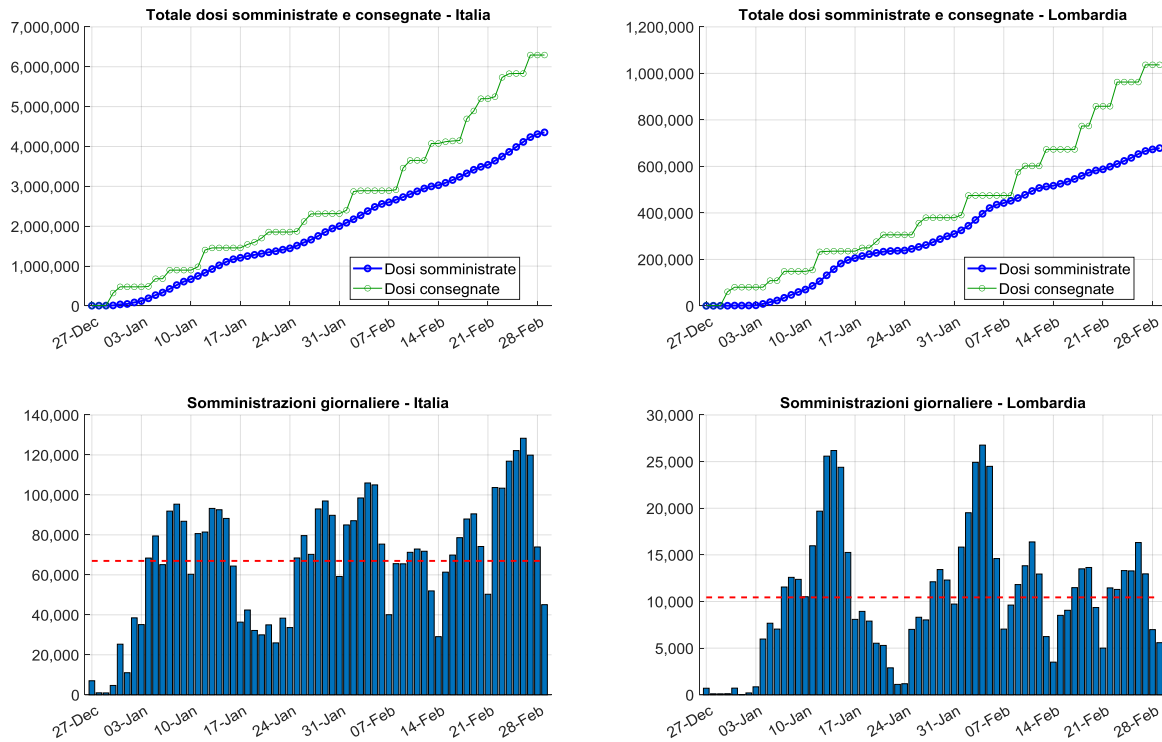 Totale dosi somministrate e consegnate - Italia
7,000,000
6,000,000
5,000,000
4,000,000
3,000,000
2,000,000
1,000,000
0
Dosi somministrate
Dosi consegnate
27-Dec 03-Jan 10-Jan 17-Jan 24-Jan 31-Jan 07-Feb 14-Feb 21-Feb 28-Feb
Totale dosi somministrate e consegnate - Lombardia
1,200,000
1,000,000
800,000
600,000
400,000
200,000
0
Dosi somministrate
Dosi consegnate
27-Dec 03-Jan 10-Jan 17-Jan 24-Jan 31-Jan 07-Feb 14-Feb 21-Feb 28-Feb
Somministrazioni giornaliere - Italia
140,000
120,000
100,000
80,000
60,000
40,000
20,000
0
27-Dec 03-Jan 10-Jan 17-Jan 24-Jan 31-Jan 07-Feb 14-Feb 21-Feb 28-Feb
Somministrazioni giornaliere - Lombardia
30,000
25,000
20,000
15,000
10,000
5,000
0
27-Dec 03-Jan 10-Jan 17-Jan 24-Jan 31-Jan 07-Feb 14-Feb 21-Feb 28-Feb